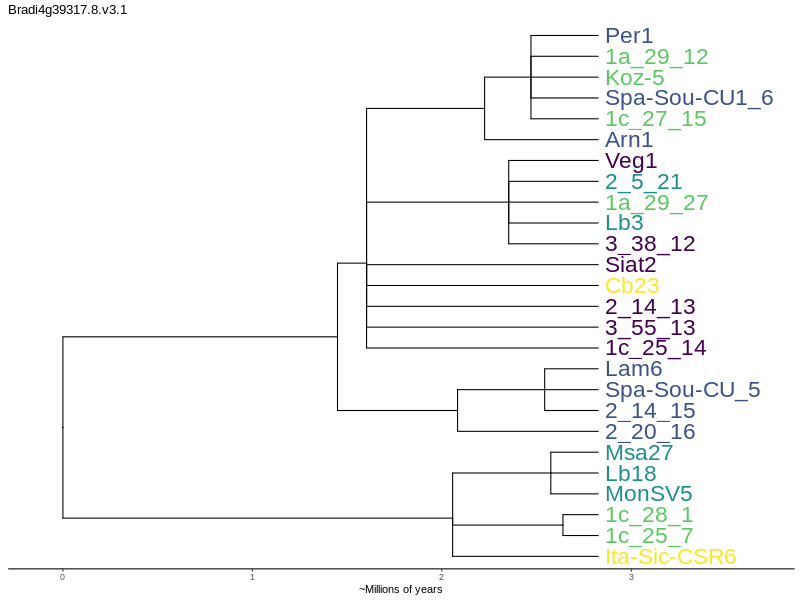 Bradi4g39317.8.v3.1
Per1
1a_29_12
Koz-5
Spa-Sou-CU1_6
1c_27_15
Arn1
Veg1
2_5_21
1a_29_27
Lb3
3_38_12
Siat2
Cb23
2_14_13
3_55_13
1c_25_14
Lam6
Spa-Sou-CU_5
2_14_15
2_20_16
Msa27
Lb18
MonSV5
1c_28_1
1c_25_7
Ita-Sic-CSR6
0 1 2 3
~Millions of years